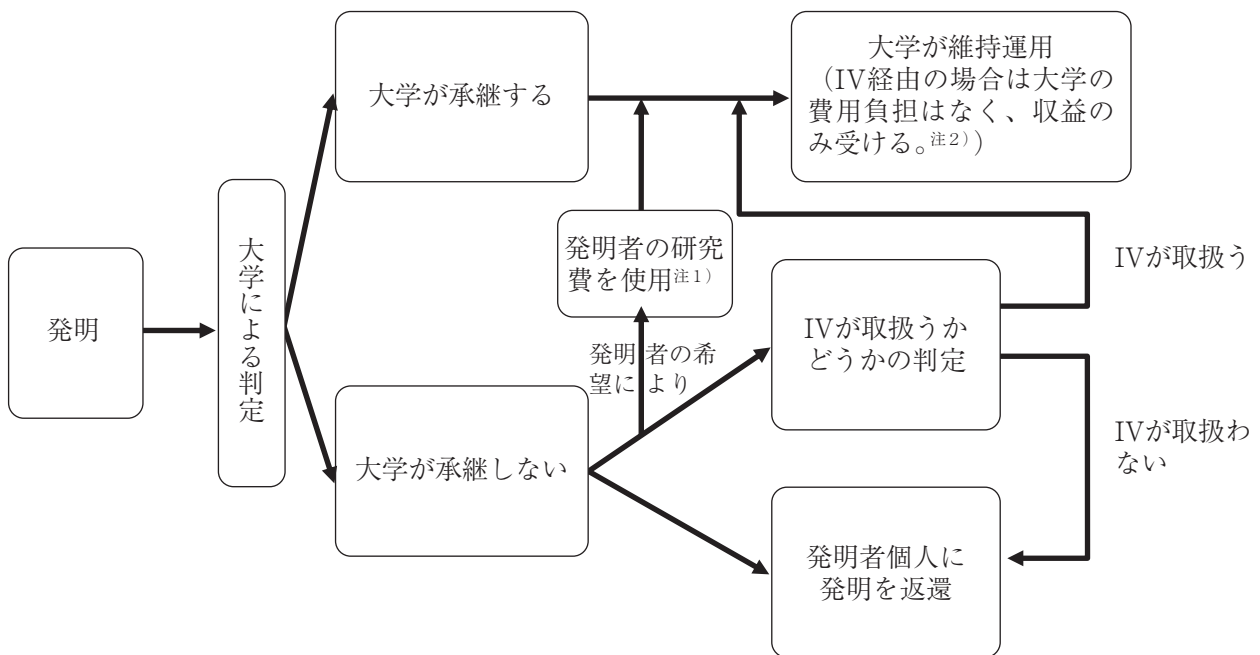 発明
大学による判定
大学が承継する
大学が維持運用
(IV経由の場合は大学の
費用負担はなく、収益の
み受ける。注2))
発明者の研究
費を使用注1)
発明者の希
望により
大学が承継しない
IVが取扱うか
どうかの判定
IVが取扱う
IVが取扱わ
ない
発明者個人に
発明を返還